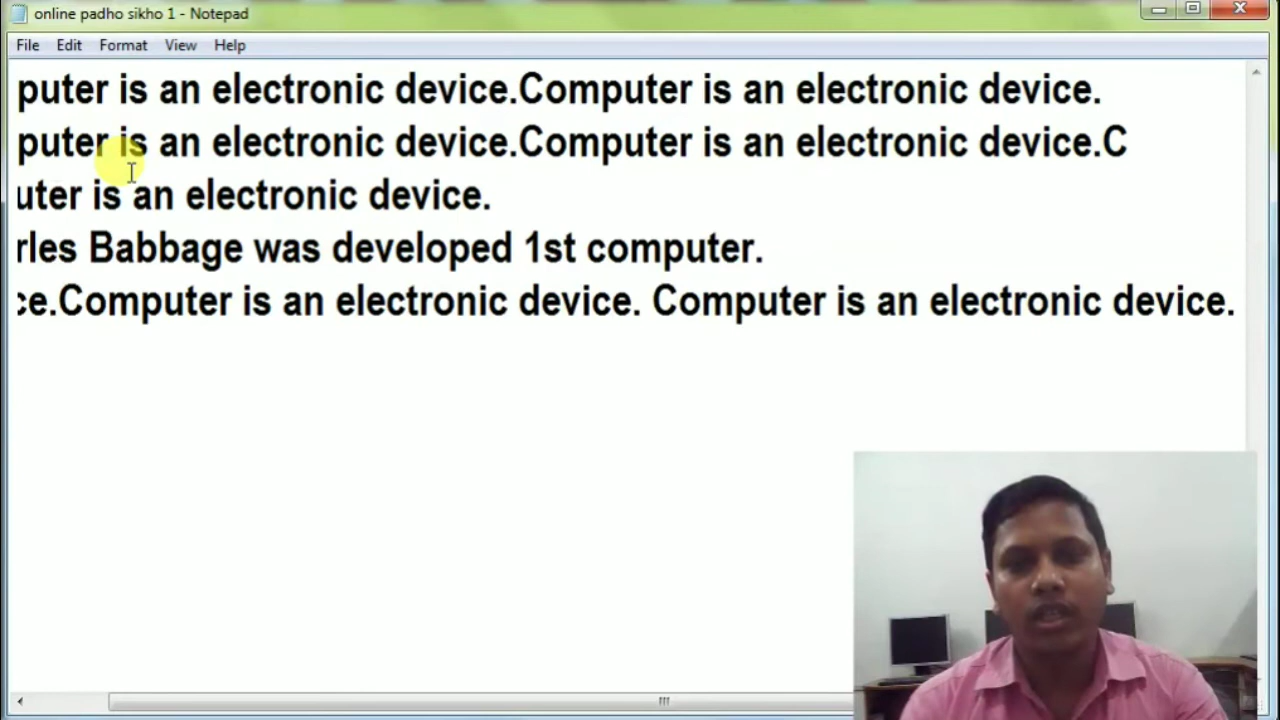 online padho sikho 1 - Notepad
File Edit Format View Help
puter is an electronic device.Computer is an electronic device.
puter is an electronic device.Computer is an electronic device.C
uter is an electronic device.
rles Babbage was developed 1st computer.
ce.Computer is an electronic device. Computer is an electronic device.